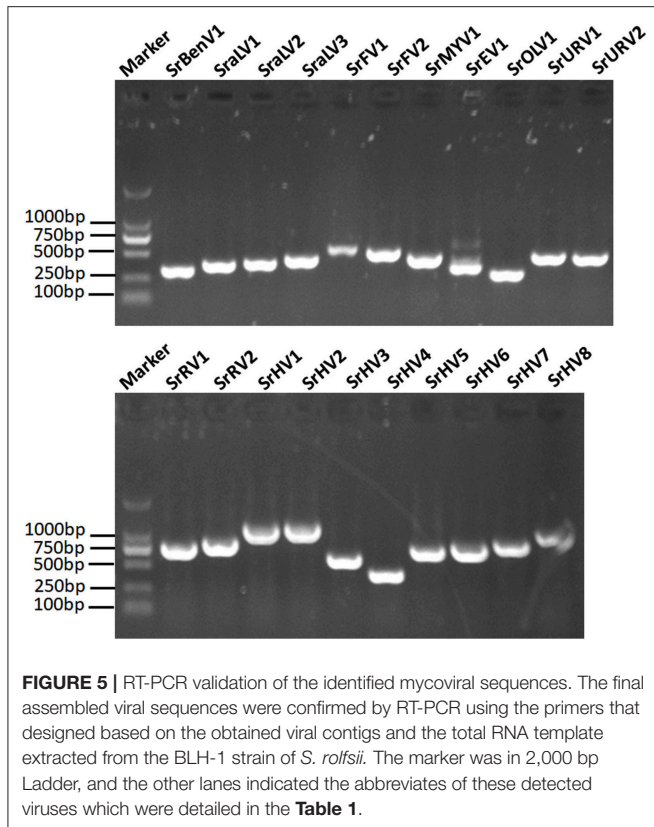 Marker SrBenV1 SraLV1 SraLV2 SraLV3 SrFV1 SrFV2 SrMYV1 SrEV1 SrOLV1 SrURV1 SrURV2
1000bp
750bp
500bp
250bp
100bp
Marker SrRV1 SrRV2 SrHV1 SrHV2 SrHV3 SrHV4 SrHV5 SrHV6 SrHV7 SrHV8
1000bp
750bp
500bp
250bp
100bp
FIGURE 5 | RT-PCR validation of the identified mycoviral sequences. The final
assembled viral sequences were confirmed by RT-PCR using the primers that
designed based on the obtained viral contigs and the total RNA template
extracted from the BLH-1 strain of S. rolfsii. The marker was in 2,000 bp
Ladder, and the other lanes indicated the abbreviates of these detected
viruses which were detailed in the Table 1.